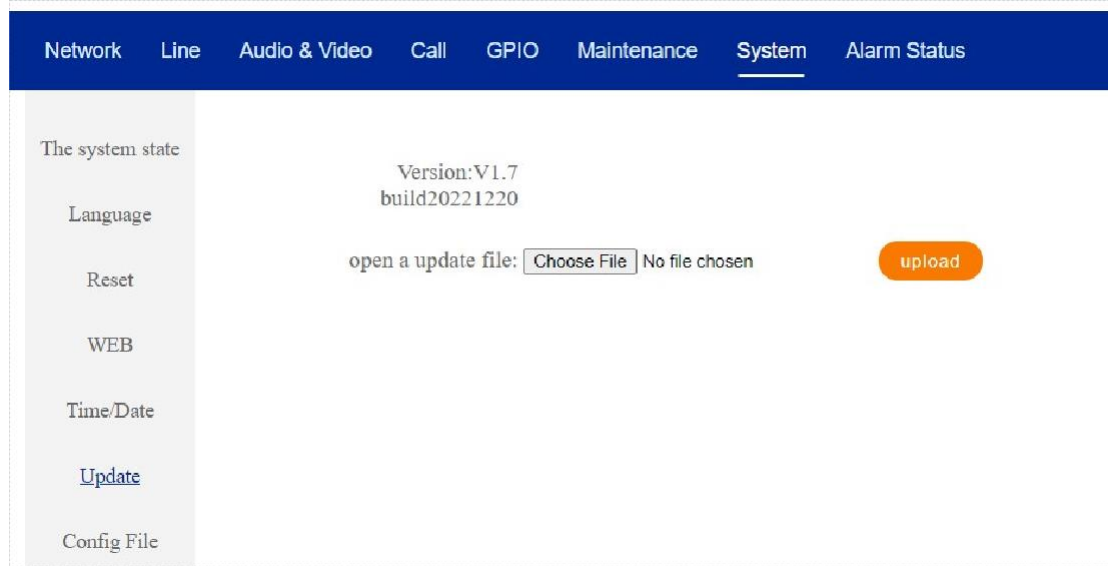 Network Line Audio & Video Call GPIO Maintenance System Alarm Status
The system state
Language
Reset
WEB
Time/Date
Update
Config File
Version:V1.7
build20221220
open a update file: Choose File No file chosen upload